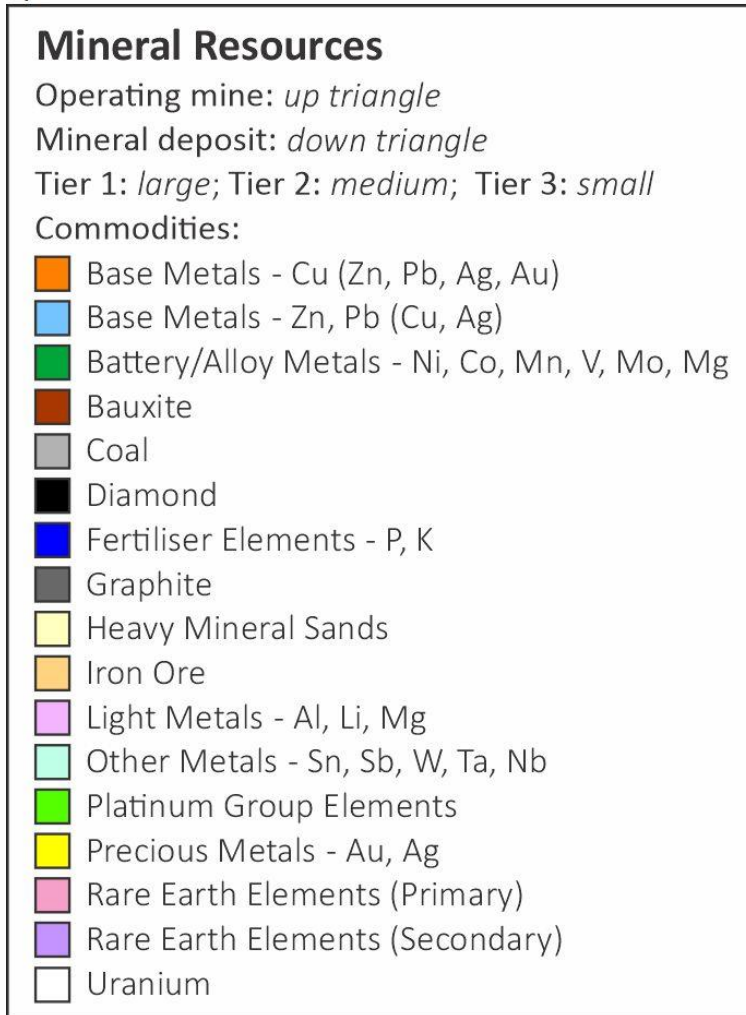 Mineral Resources
Operating mine: up triangle
Mineral deposit: down triangle
Tier 1: large; Tier 2: medium; Tier 3: small
Commodities:
Base Metals - Cu (Zn, Pb, Ag, Au)
Base Metals - Zn, Pb (Cu, Ag)
Battery/Alloy Metals - Ni, Co, Mn, V, Mo, Mg
Bauxite
Coal
Diamond
Fertiliser Elements - P, K
Graphite
Heavy Mineral Sands
Iron Ore
Light Metals - Al, Li, Mg
Other Metals - Sn, Sb, W, Ta, Nb
Platinum Group Elements
Precious Metals - Au, Ag
Rare Earth Elements (Primary)
Rare Earth Elements (Secondary)
Uranium